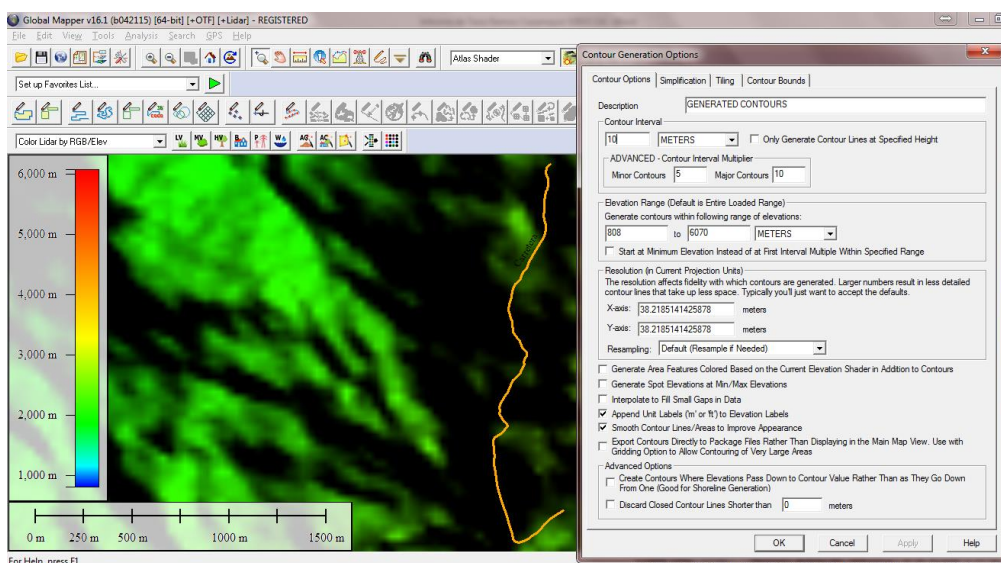 Global Mapper v16.1 (b042115) [64-bit] [+OTF] [+Lidar] - REGISTERED
File Edit View Tools Analysis Search GPS Help
Atlas Shader
Set up Favorites List...
Color Lidar by RGB/Elev
6,000 m
5,000 m
4,000 m
3,000 m
2,000 m
1,000 m
0 m 250 m 500 m 1000 m 1500 m
For Help, press F1
Contour Generation Options
Contour Options Simplification Tiling Contour Bounds
Description GENERATED CONTOURS
Contour Interval
10 METERS Only Generate Contour Lines at Specified Height
ADVANCED - Contour Interval Multiplier
Minor Contours 5 Major Contours 10
Elevation Range (Default is Entire Loaded Range)
Generate contours within following range of elevations:
808 to 6070 METERS
Start at Minimum Elevation Instead of at First Interval Multiple Within Specified Range
Resolution (in Current Projection Units)
The resolution affects fidelity with which contours are generated. Larger numbers result in less detailed
contour lines that take up less space. Typically you'll just want to accept the defaults.
X-axis: 38.2185141425878 meters
Y-axis: 38.2185141425878 meters
Resampling: Default (Resample if Needed)
Generate Area Features Colored Based on the Current Elevation Shader in Addition to Contours
Generate Spot Elevations at Min/Max Elevations
Interpolate to Fill Small Gaps in Data
Append Unit Labels ('m' or 'ft') to Elevation Labels
Smooth Contour Lines/Areas to Improve Appearance
Export Contours Directly to Package Files Rather Than Displaying in the Main Map View. Use with
Gridding Option to Allow Contouring of Very Large Areas
Advanced Options
Create Contours Where Elevations Pass Down to Contour Value Rather Than as They Go Down
From One (Good for Shoreline Generation)
Discard Closed Contour Lines Shorter than 0 meters
OK Cancel Apply Help